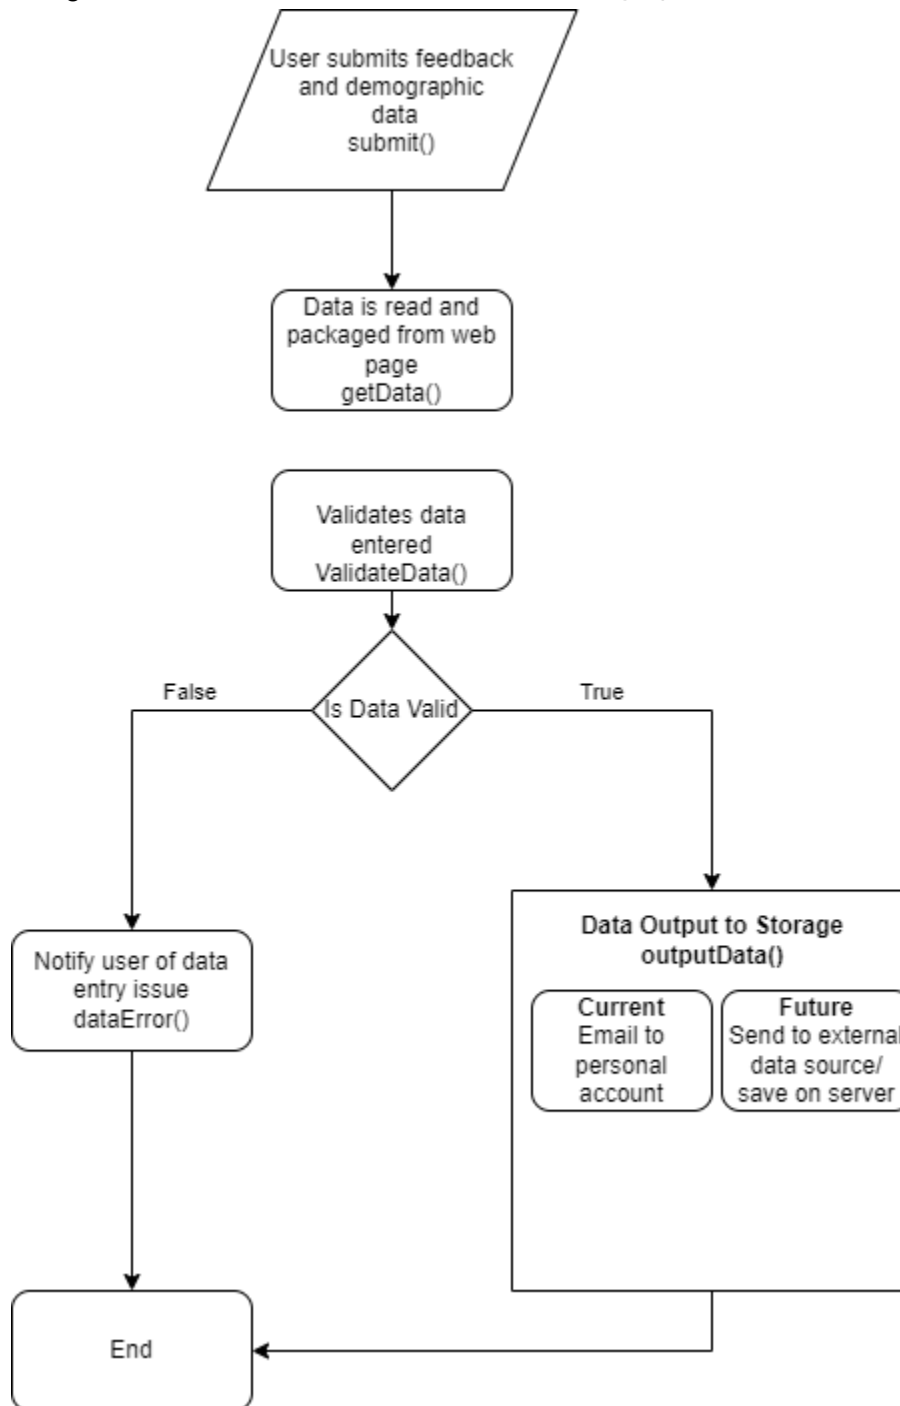 User submits feedback
and demographic
data
submit()
Data is read and
packaged from web
page
getData()
Validates data
entered
ValidateData()
Is Data Valid
False
True
Notify user of data
entry issue
dataError()
Data Output to Storage
outputData()
Current
Email to
personal
account
Future
Send to external
data source/
save on server
End